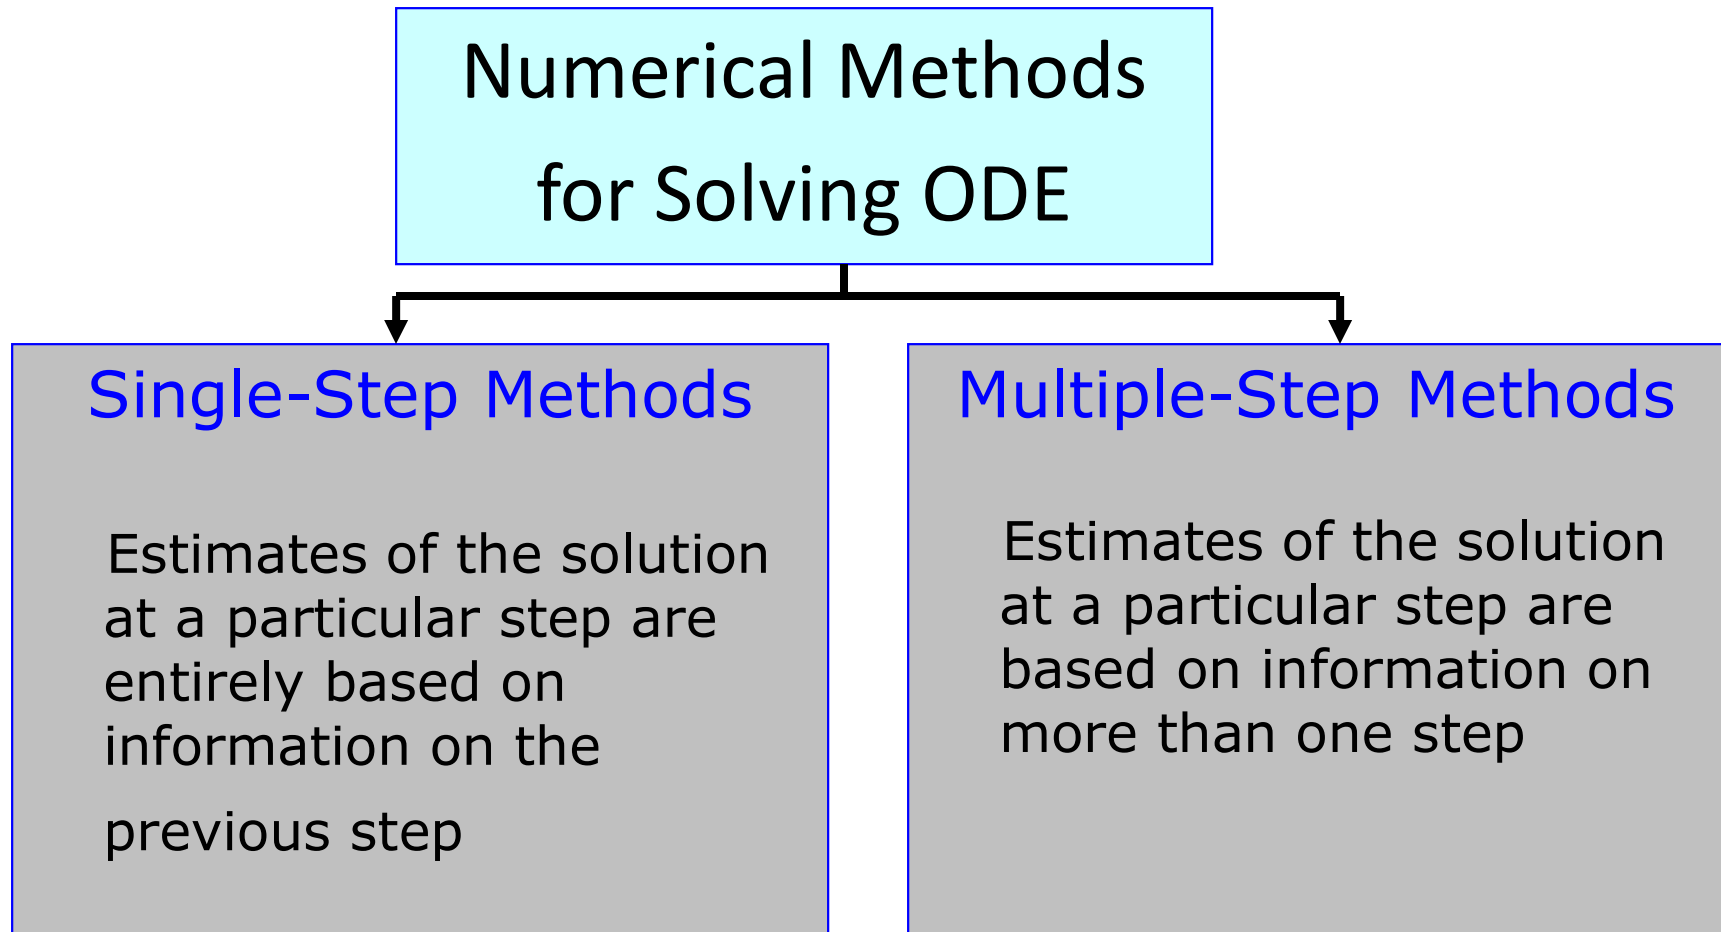 Numerical Methods
for Solving ODE
Single-Step Methods
Estimates of the solution
at a particular step are
entirely based on
information on the
previous step
Multiple-Step Methods
Estimates of the solution
at a particular step are
based on information on
more than one step